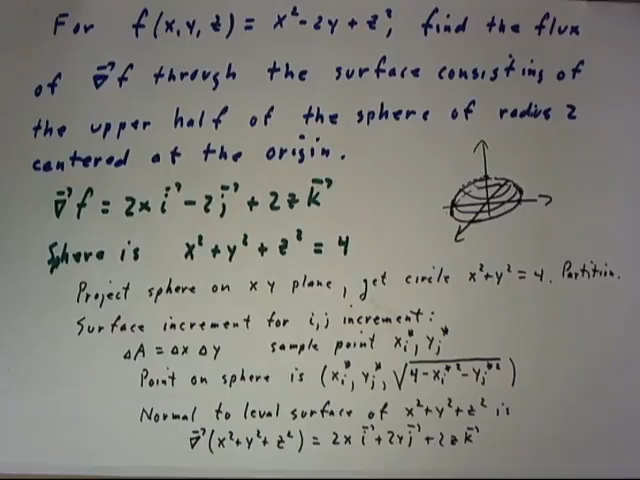 For f(x, y, z) = x² - 2y + z², find the flux
of ∇⃗f through the surface consisting of
the upper half of the sphere of radius 2
centered at the origin.
∇⃗f = 2x i⃗ - 2 j⃗ + 2z k⃗
Sphere is x² + y² + z² = 4
Project sphere on xy plane, get circle x² + y² = 4. Partition.
Surface increment for i, j increment:
ΔA = Δx Δy sample point xᵢ*, yⱼ*
Point on sphere is (xᵢ*, yⱼ*, √(4 - xᵢ*² - yⱼ*²))
Normal to level surface of x² + y² + z² is
∇⃗(x² + y² + z²) = 2x i⃗ + 2y j⃗ + 2z k⃗